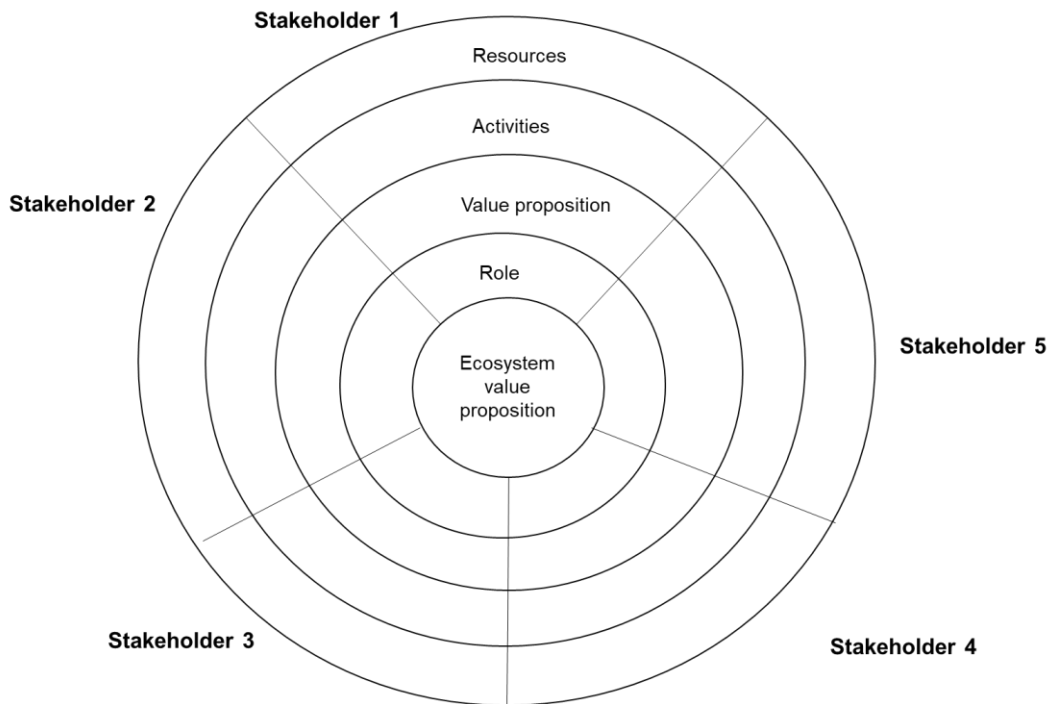 Stakeholder 1
Resources
Activities
Stakeholder 2
Value proposition
Role
Ecosystem
value
proposition
Stakeholder 5
Stakeholder 3
Stakeholder 4